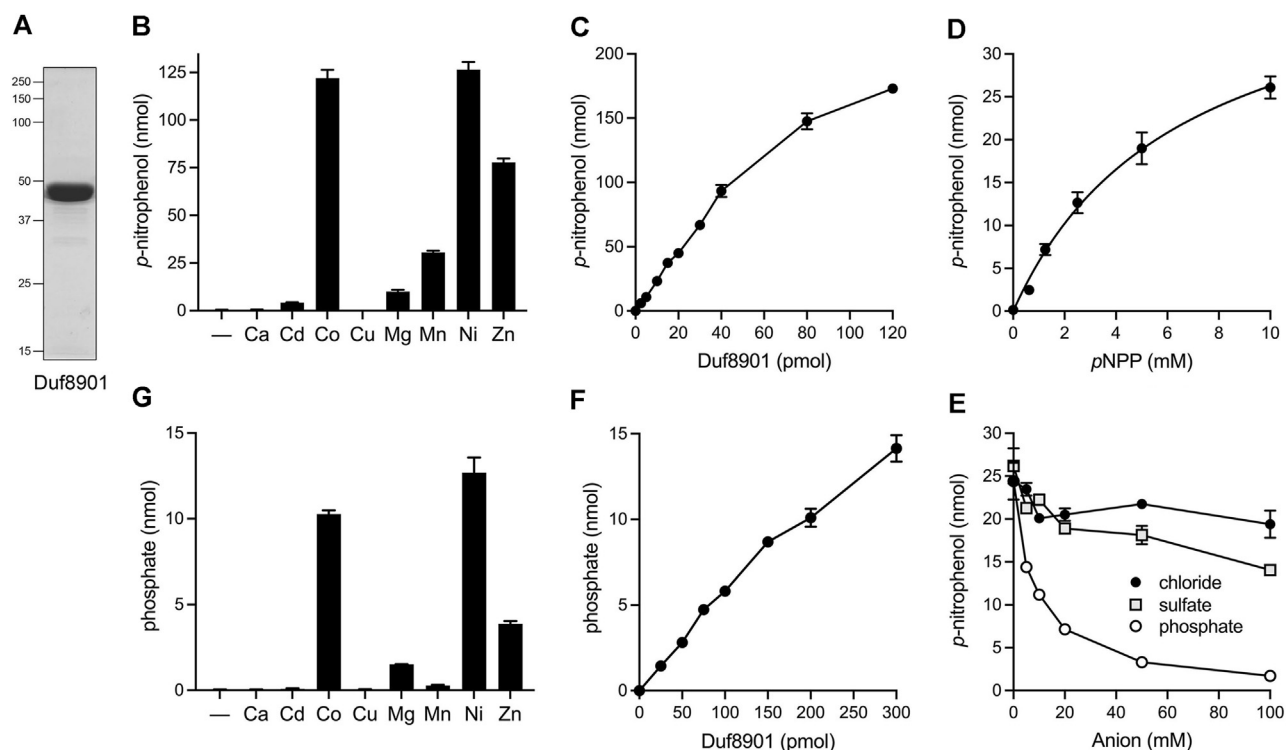 A
250
150
100
50
37
25
15
Duf8901
B
p-nitrophenol (nmol)
125
100
75
50
25
0
— Ca Cd Co Cu Mg Mn Ni Zn
C
p-nitrophenol (nmol)
200
150
100
50
0
0 20 40 60 80 100 120
Duf8901 (pmol)
D
p-nitrophenol (nmol)
30
25
20
15
10
5
0
0 2 4 6 8 10
pNPP (mM)
G
phosphate (nmol)
15
10
5
0
— Ca Cd Co Cu Mg Mn Ni Zn
F
phosphate (nmol)
15
10
5
0
0 50 100 150 200 250 300
Duf8901 (pmol)
E
p-nitrophenol (nmol)
30
25
20
15
10
5
0
chloride
sulfate
phosphate
0 20 40 60 80 100
Anion (mM)